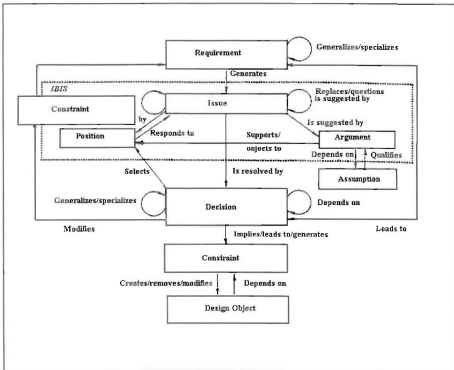 Requirement
Generalizes/specializes
Generates
IBIS
Constraint
Issue
Replaces/questions
is suggested by
by
Responds to
Is suggested by
Position
Supports/
oojects to
Argument
Depends on
Qualifies
Assumption
Selects
Is resolved by
Generalizes/specializes
Decision
Depends on
Modifies
Implies/leads to/generates
Leads to
Constraint
Creates/removes/modifies
Depends on
Design Object